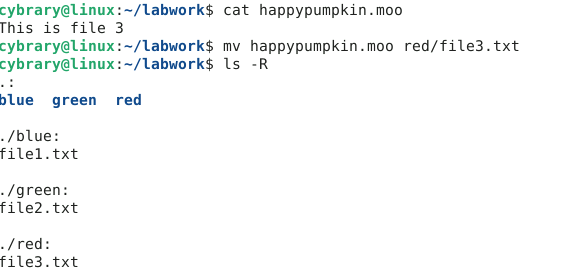 cybrary@linux:~/labwork$ cat happypumpkin.moo
This is file 3
cybrary@linux:~/labwork$ mv happypumpkin.moo red/file3.txt
cybrary@linux:~/labwork$ ls -R
.:
blue  green  red
./blue:
file1.txt
./green:
file2.txt
./red:
file3.txt